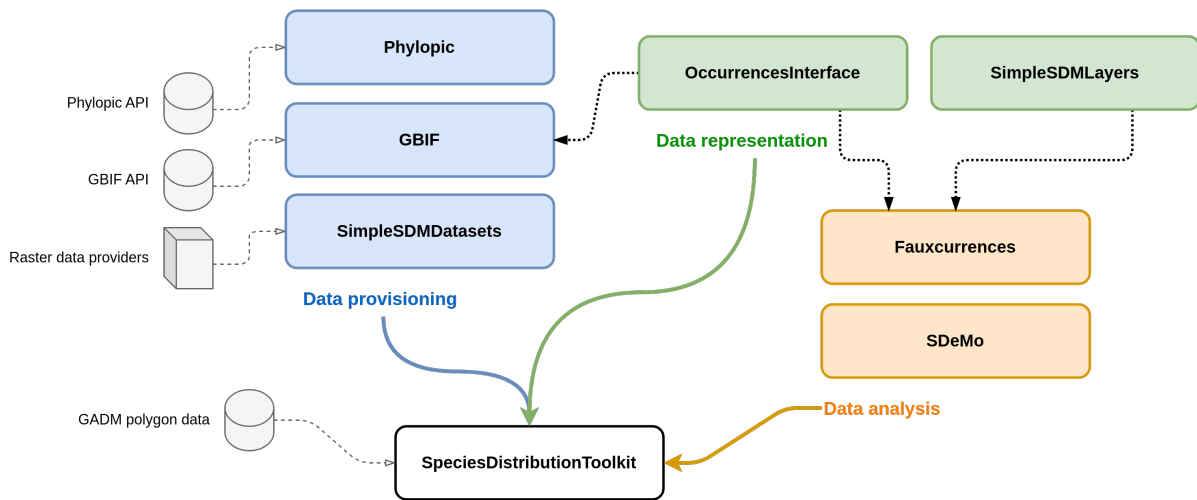 Phylopic
OccurrencesInterface
SimpleSDMLayers
Phylopic API
GBIF
Data representation
GBIF API
SimpleSDMDatasets
Fauxcurrences
Raster data providers
Data provisioning
SDeMo
Data analysis
GADM polygon data
SpeciesDistributionToolkit